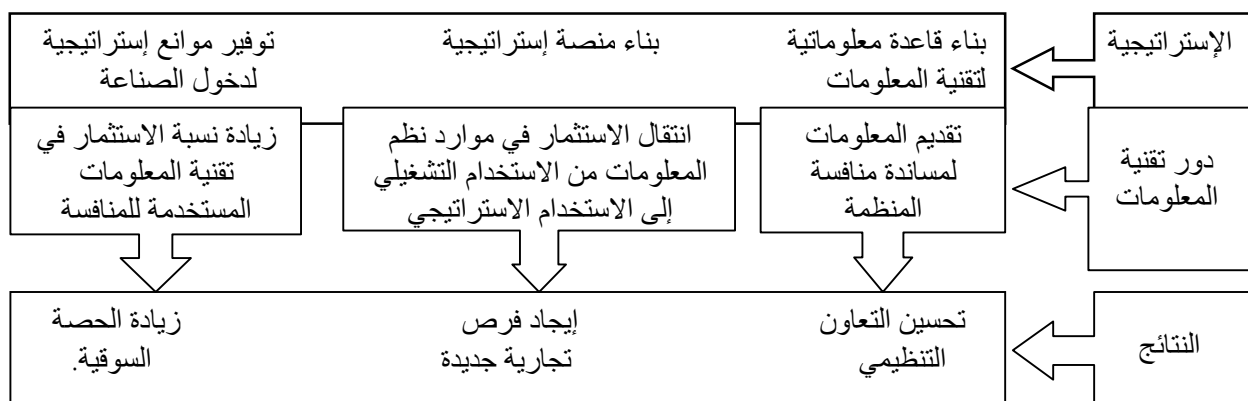 الإستراتيجية
بناء قاعدة معلوماتية
لتقنية المعلومات
بناء منصة إستراتيجية
توفير موانع إستراتيجية
لدخول الصناعة
دور تقنية
المعلومات
تقديم المعلومات
لمساندة منافسة
المنظمة
انتقال الاستثمار في موارد نظم
المعلومات من الاستخدام التشغيلي
إلى الاستخدام الاستراتيجي
زيادة نسبة الاستثمار في
تقنية المعلومات
المستخدمة للمنافسة
النتائج
تحسين التعاون
التنظيمي
إيجاد فرص
تجارية جديدة
زيادة الحصة
السوقية.